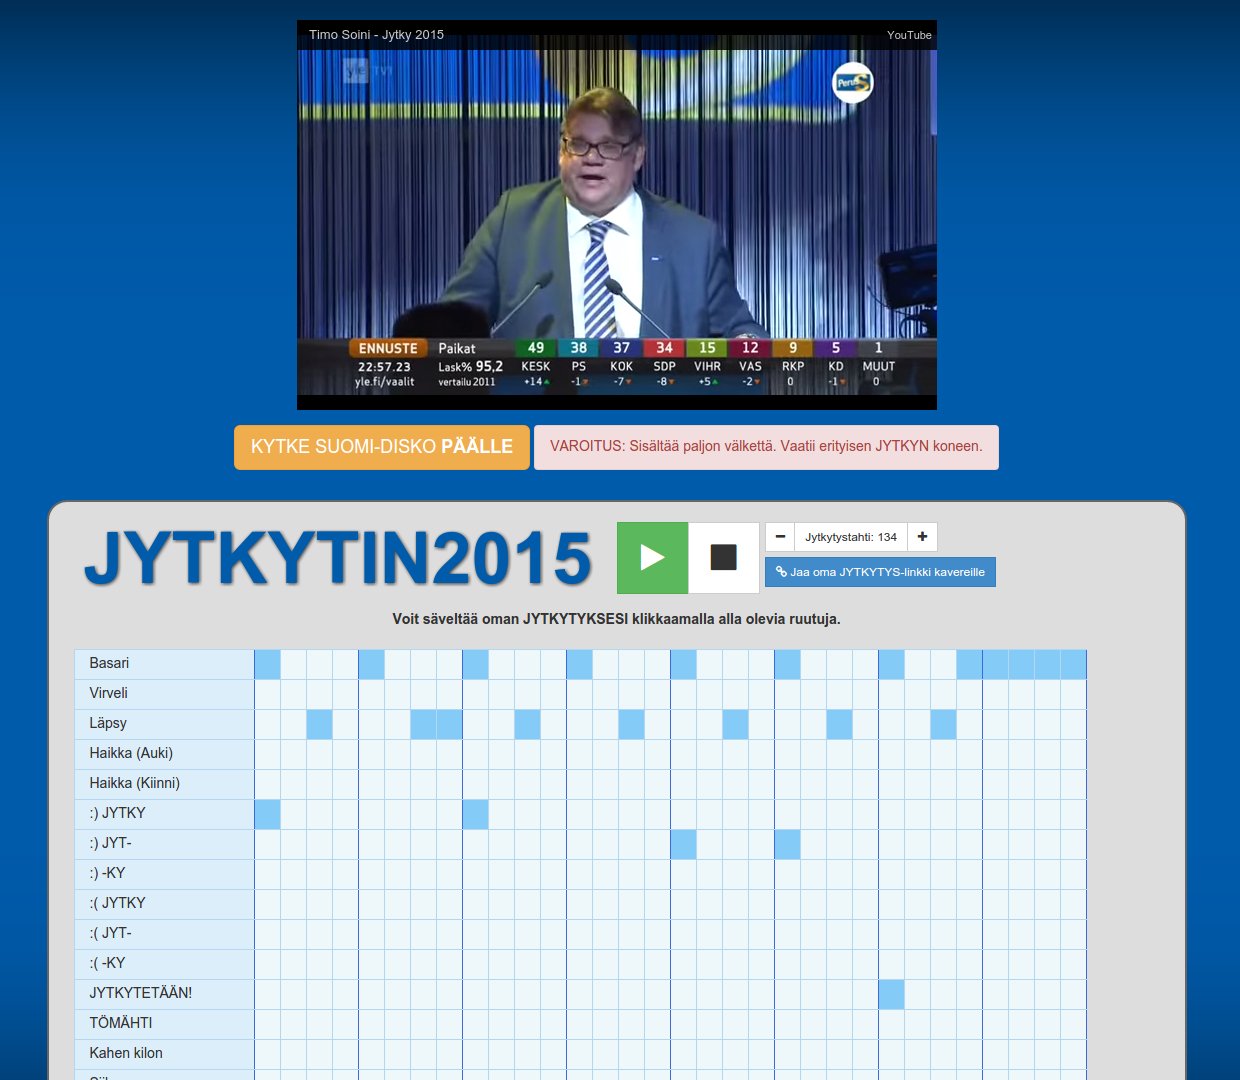 Timo Soini - Jytky 2015
YouTube
yle TV1
PerusS
ENNUSTE Paikat 49 38 37 34 15 12 9 5 1
22:57.23 Lask% 95,2 KESK PS KOK SDP VIHR VAS RKP KD MUUT
yle.fi/vaalit vertailu 2011 +14 -1 -7 -8 +5 -2 0 -1 0
KYTKE SUOMI-DISKO PÄÄLLE
VAROITUS: Sisältää paljon välkettä. Vaatii erityisen JYTKYN koneen.
JYTKYTIN2015
Jytkytystahti: 134
Jaa oma JYTKYTYS-linkki kavereille
Voit säveltää oman JYTKYTYKSESI klikkaamalla alla olevia ruutuja.
Basari
Virveli
Läpsy
Haikka (Auki)
Haikka (Kiinni)
:) JYTKY
:) JYT-
:) -KY
:( JYTKY
:( JYT-
:( -KY
JYTKYTETÄÄN!
TÖMÄHTI
Kahen kilon